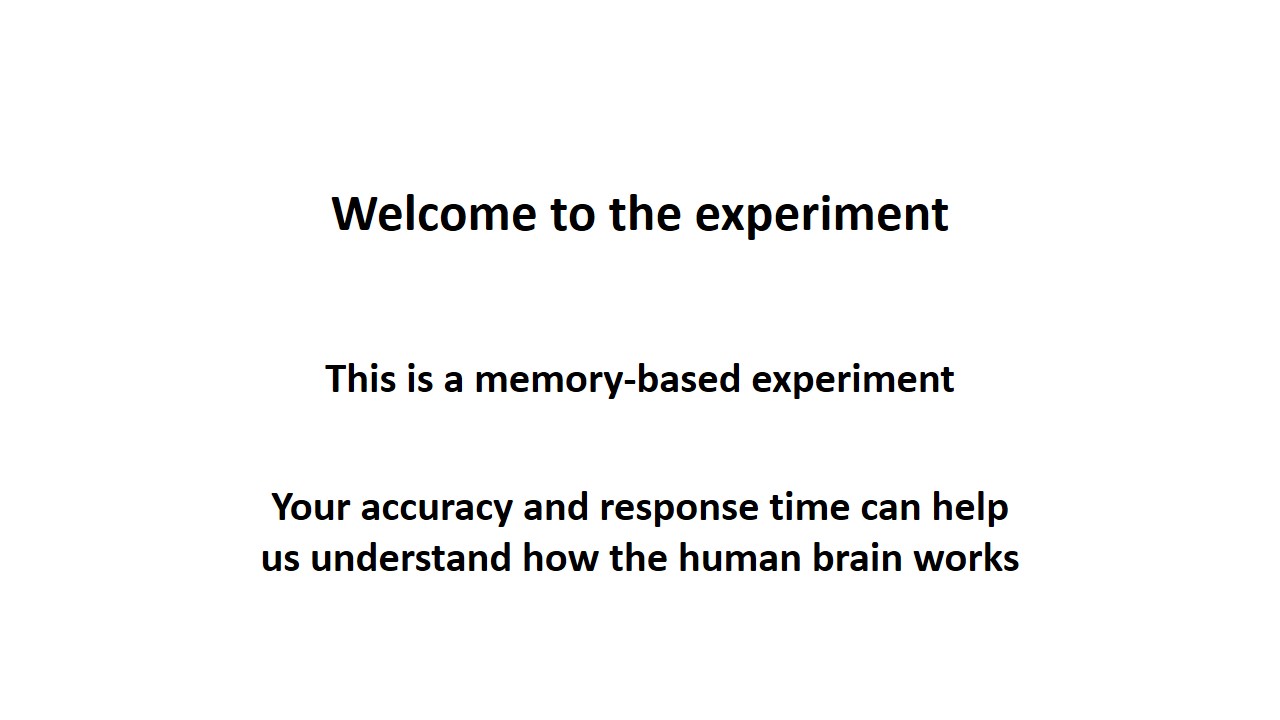 Welcome to the experiment
This is a memory-based experiment
Your accuracy and response time can help
us understand how the human brain works